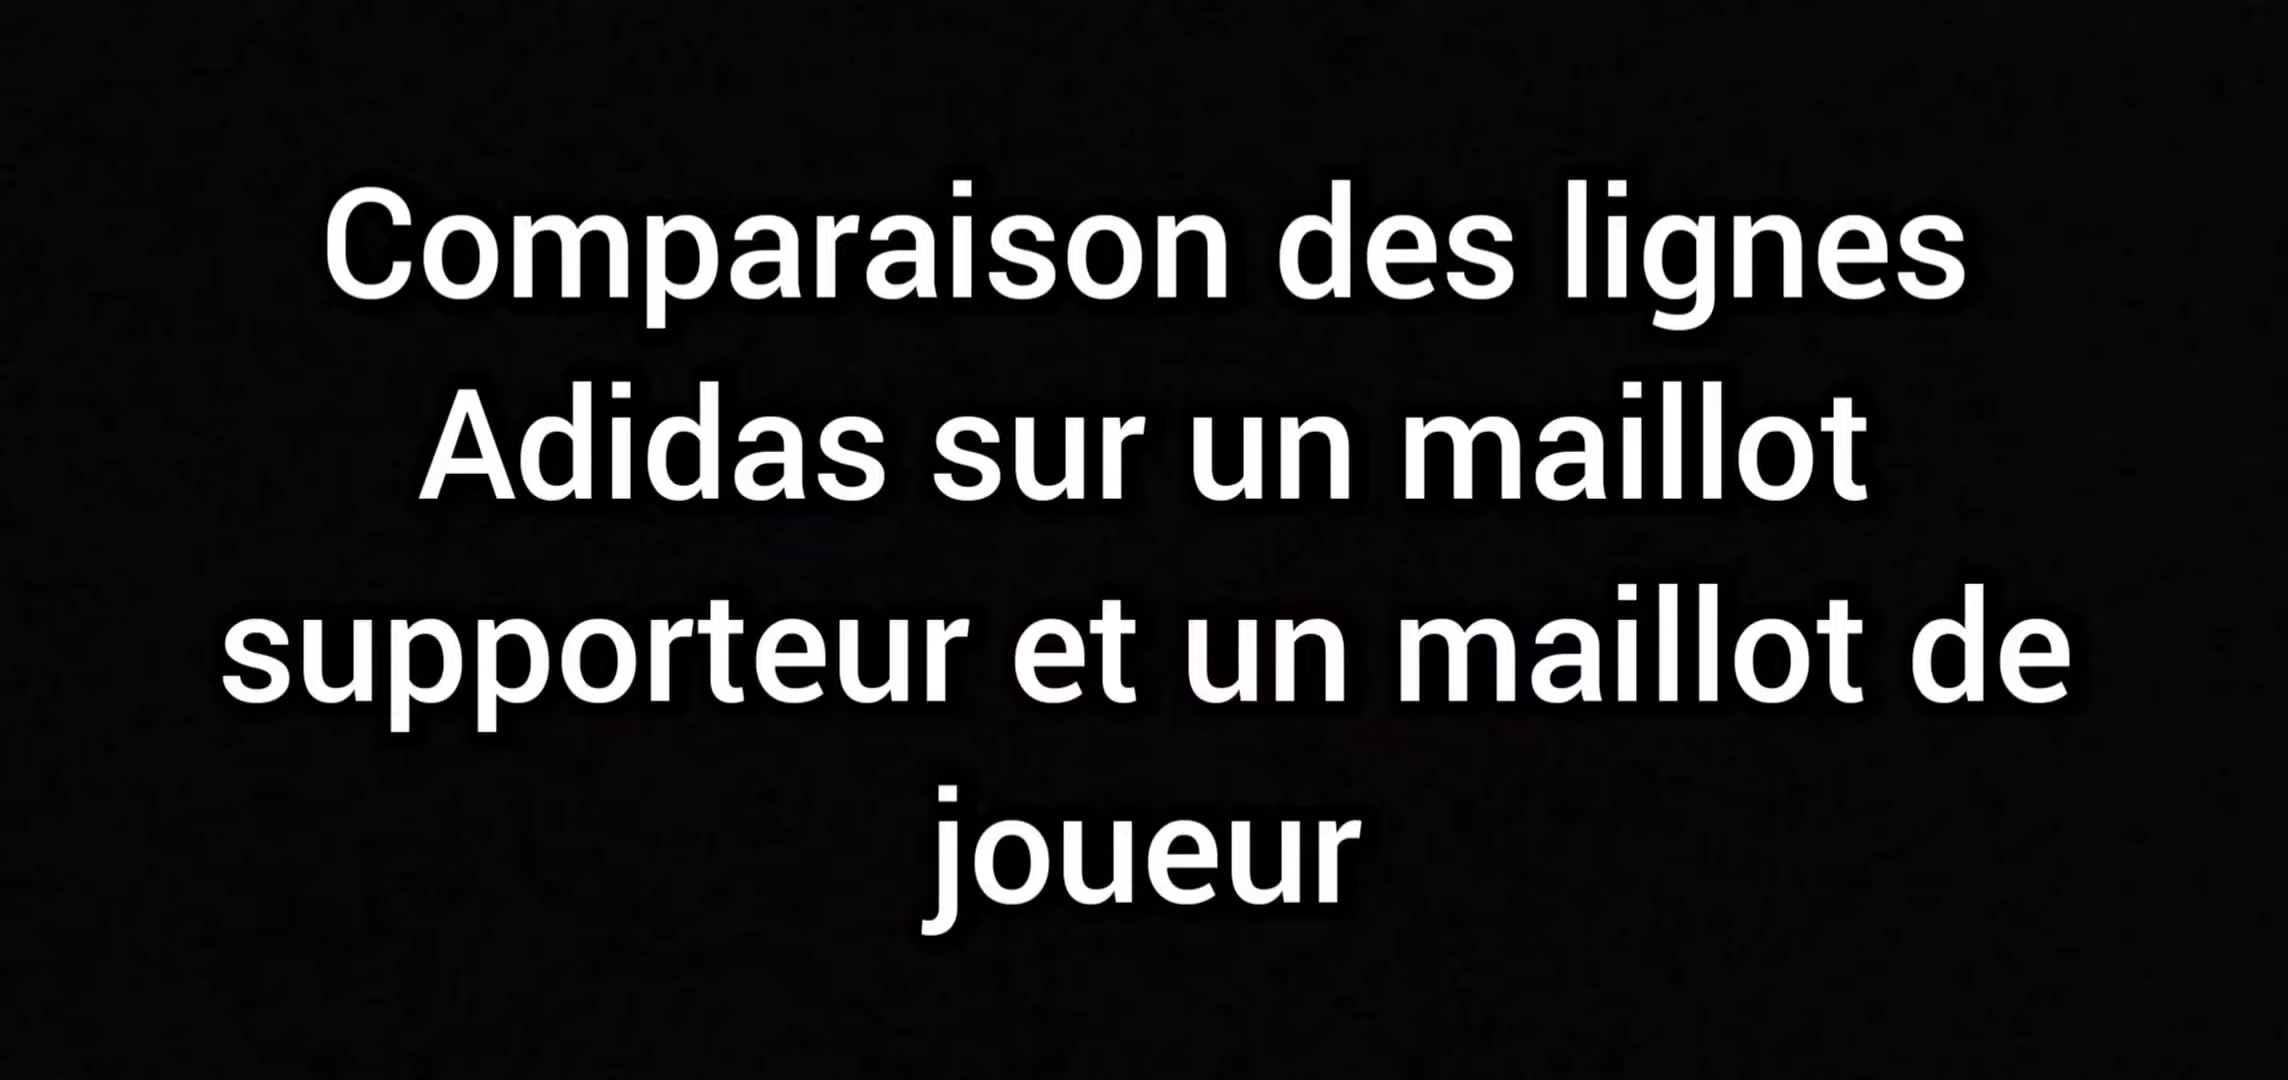 Comparaison des lignes
Adidas sur un maillot
supporteur et un maillot de
joueur